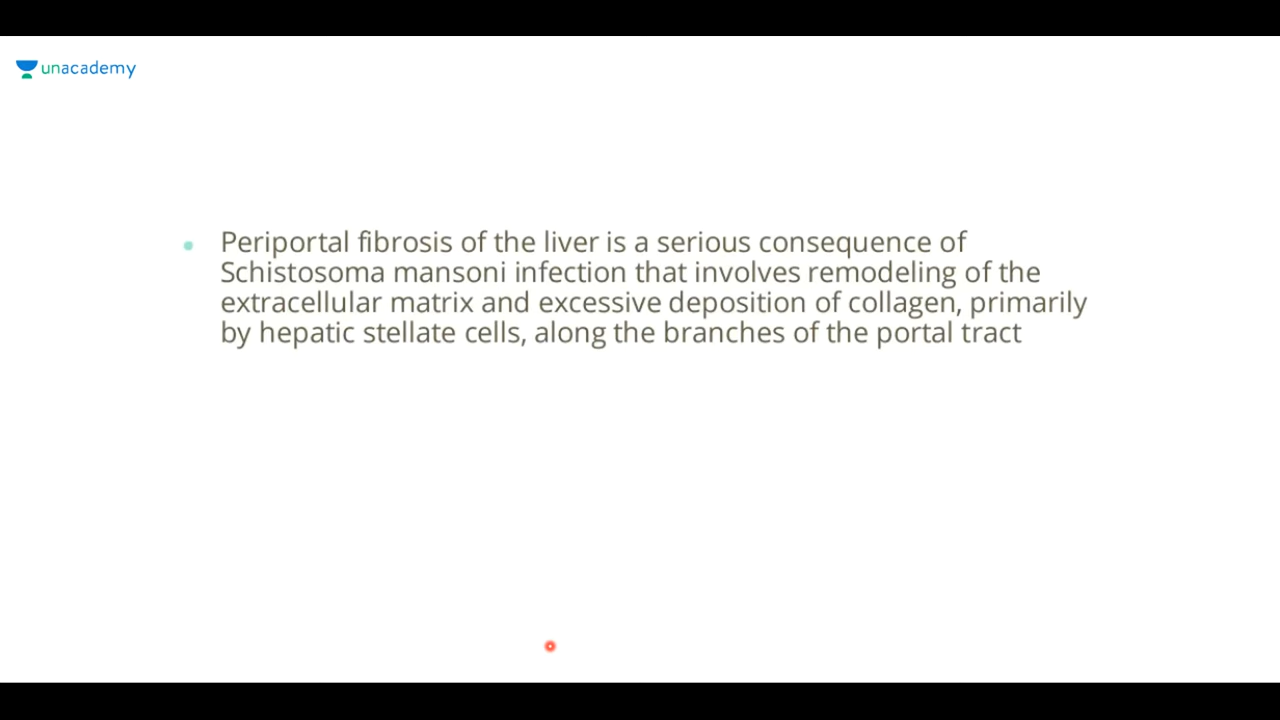 unacademy
Periportal fibrosis of the liver is a serious consequence of
Schistosoma mansoni infection that involves remodeling of the
extracellular matrix and excessive deposition of collagen, primarily
by hepatic stellate cells, along the branches of the portal tract